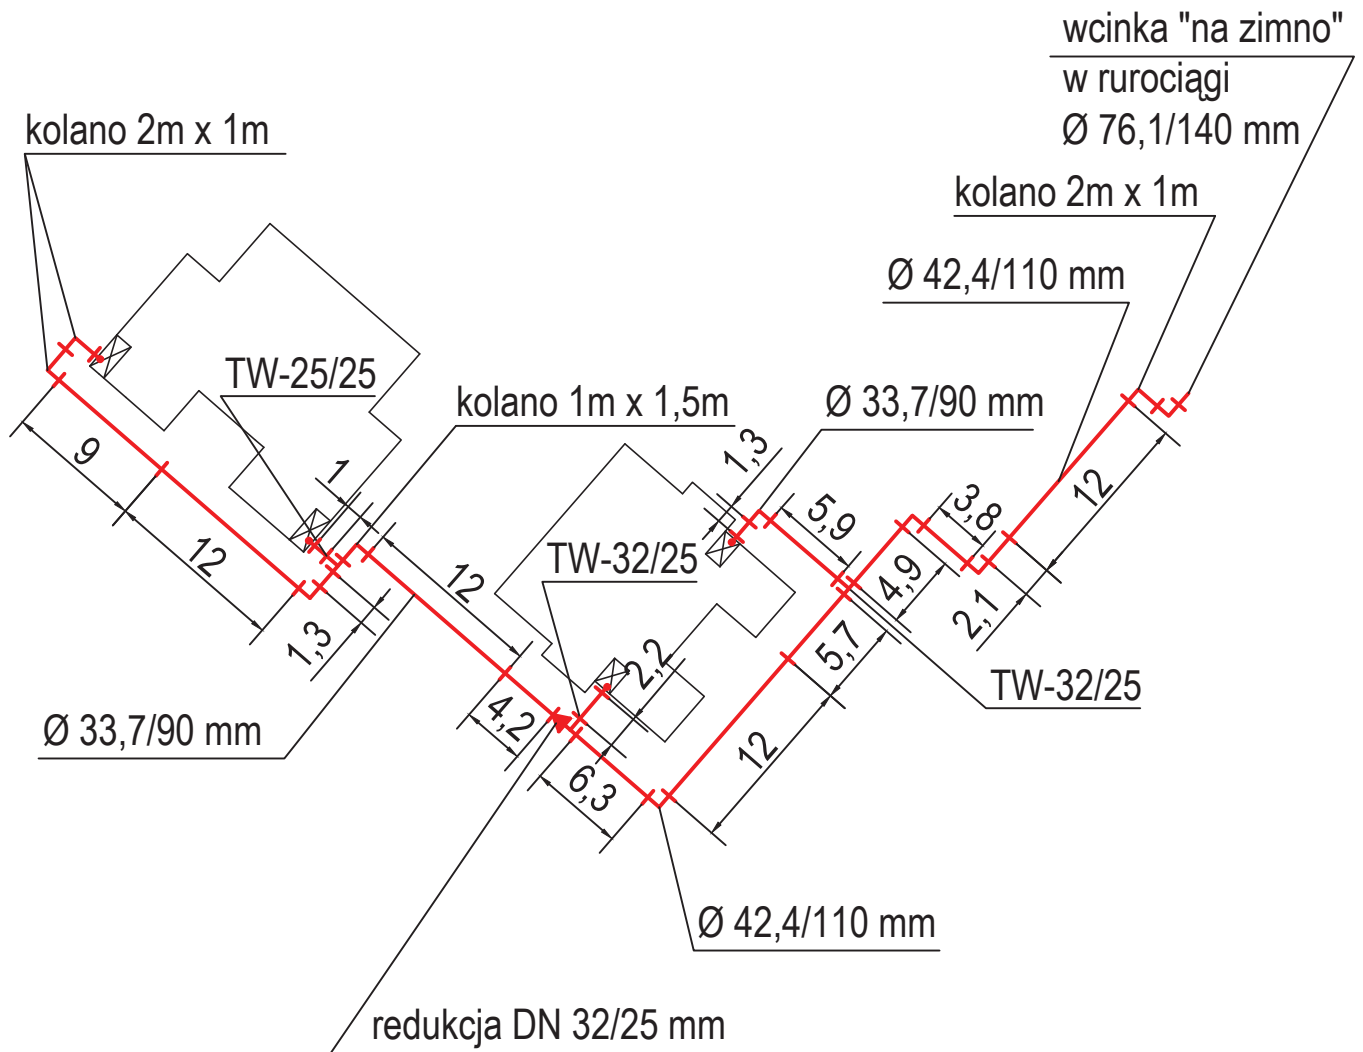 wcinka "na zimno"
w rurociągi
Ø 76,1/140 mm
kolano 2m x 1m
kolano 2m x 1m
Ø 42,4/110 mm
TW-25/25
kolano 1m x 1,5m
Ø 33,7/90 mm
1,3
9
1
5,9
3,8
12
12
TW-32/25
12
4,9
2,1
1,3
2,2
5,7
TW-32/25
Ø 33,7/90 mm
4,2
12
6,3
Ø 42,4/110 mm
redukcja DN 32/25 mm